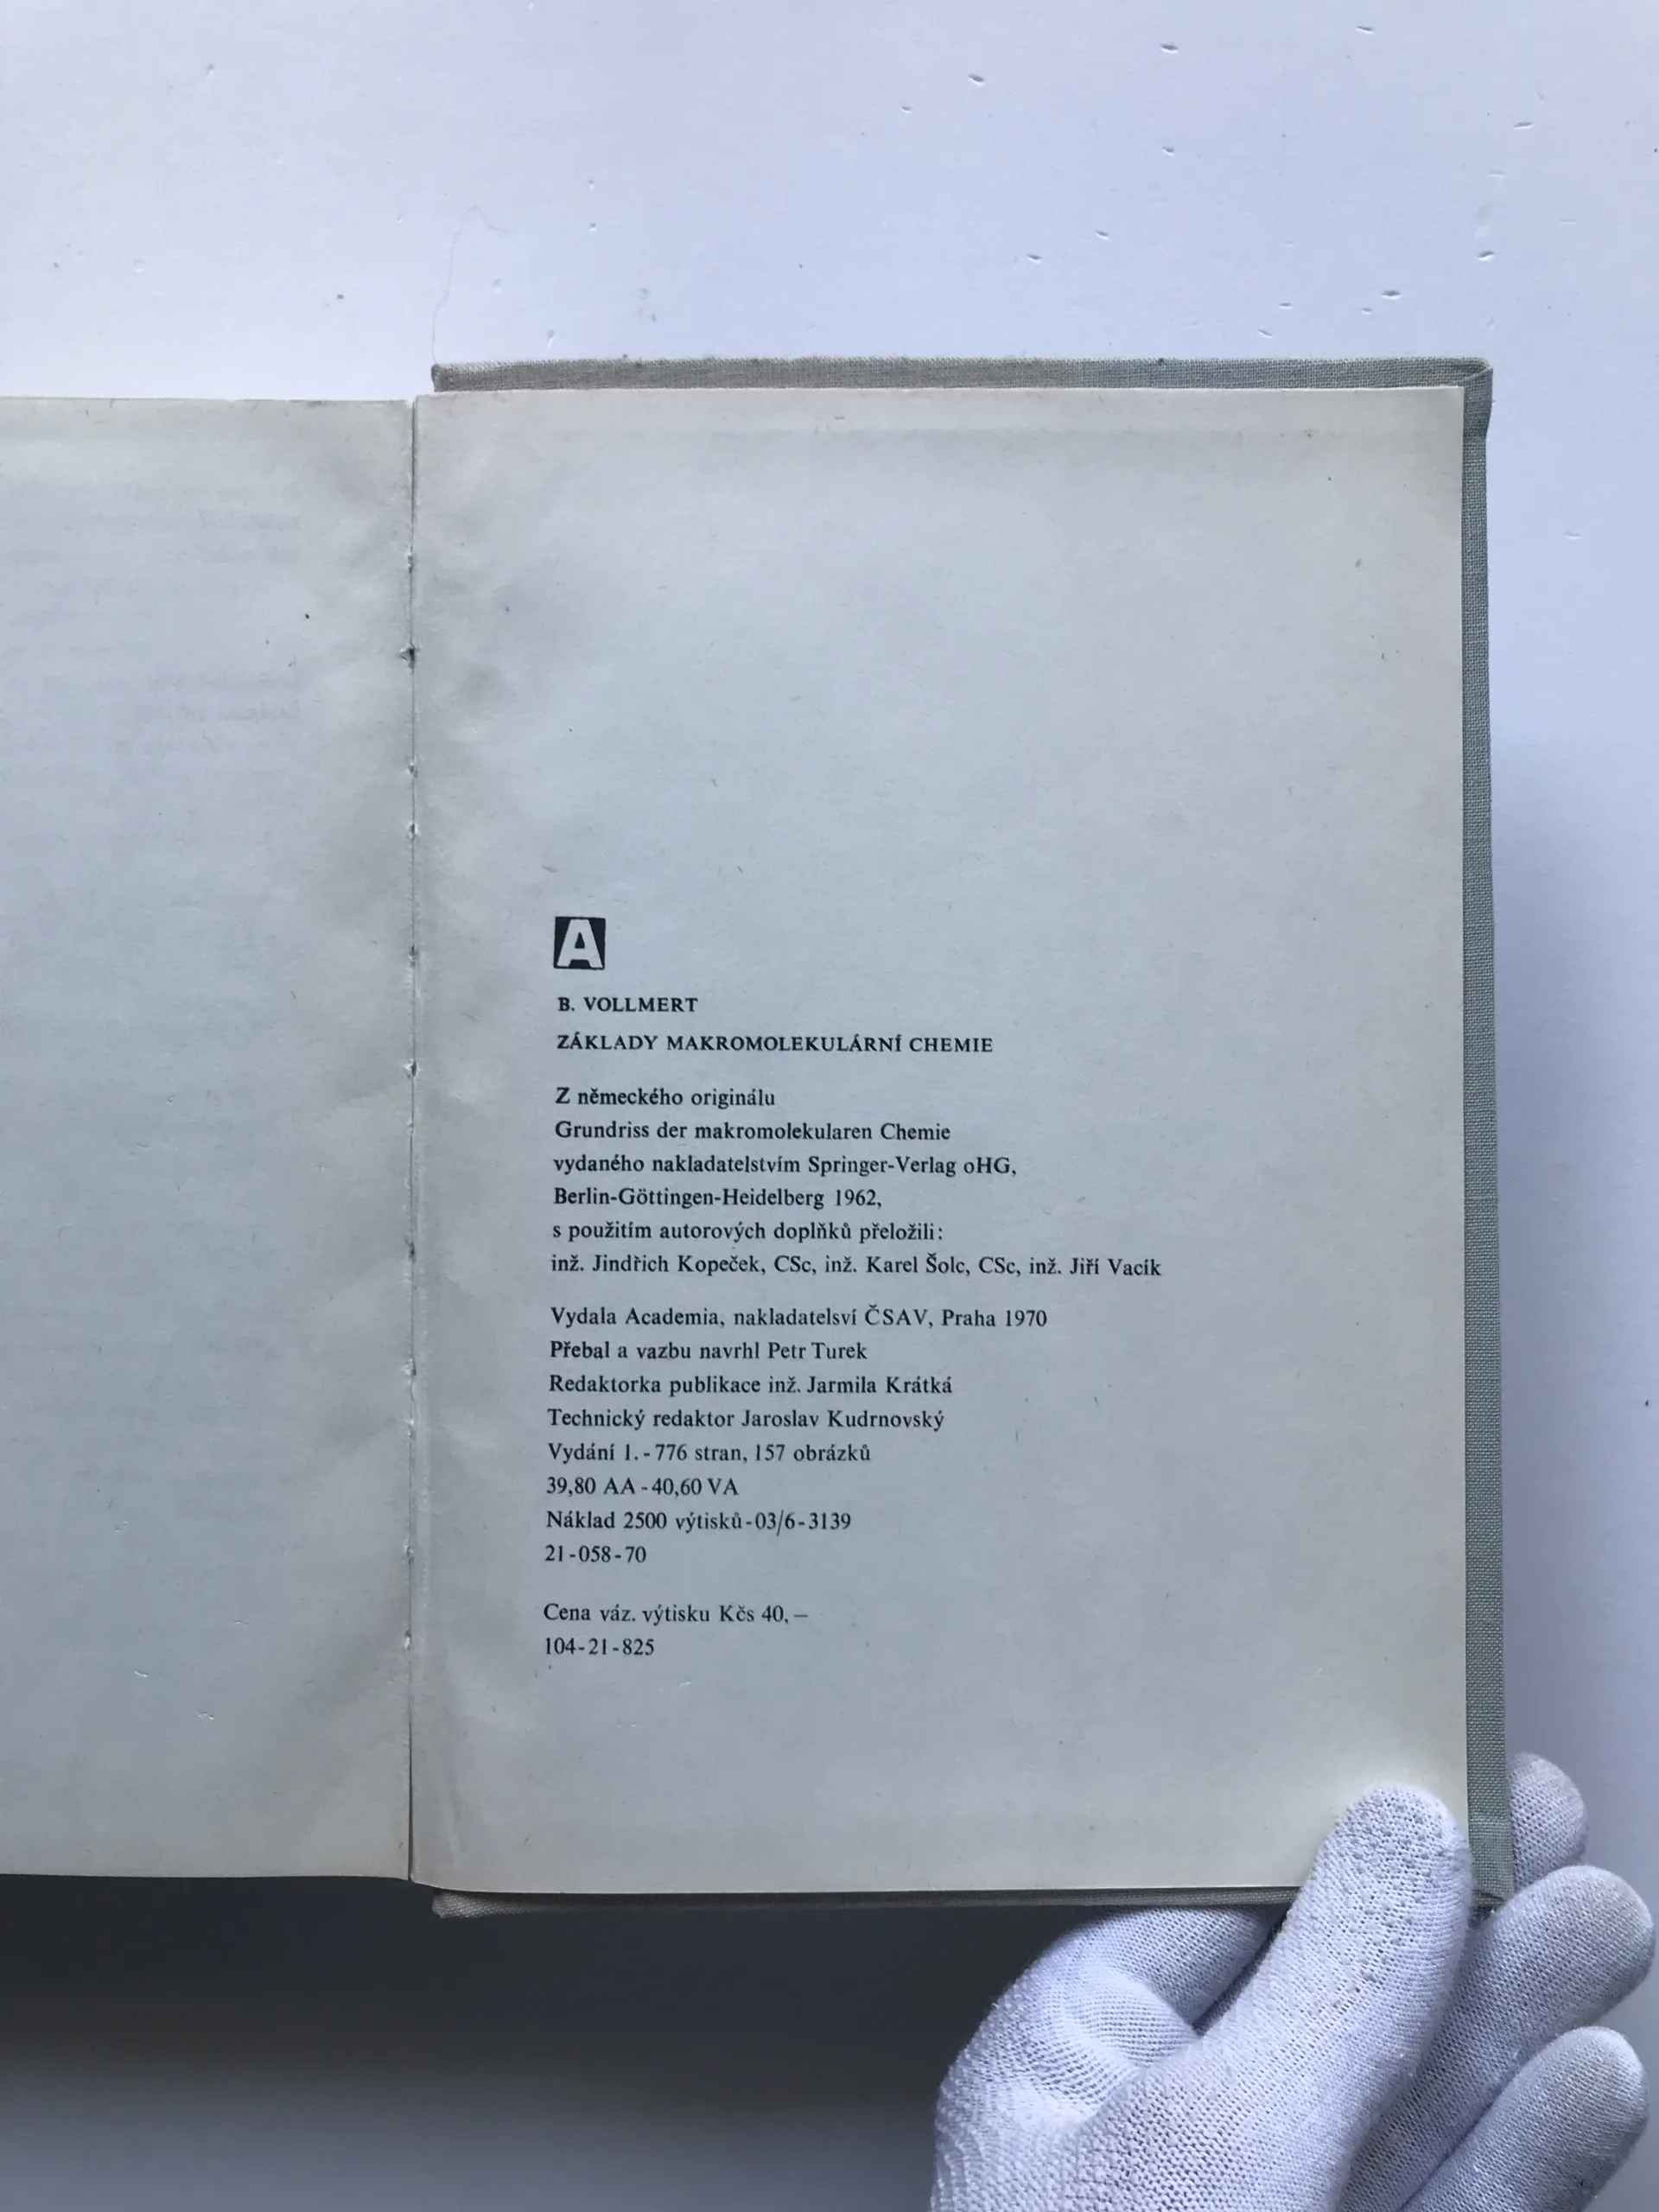 A
B. VOLLMERT
ZÁKLADY MAKROMOLEKULÁRNÍ CHEMIE
Z německého originálu
Grundriss der makromolekularen Chemie
vydaného nakladatelstvím Springer-Verlag oHG,
Berlin-Göttingen-Heidelberg 1962,
s použitím autorových doplňků přeložili:
inž. Jindřich Kopeček, CSc, inž. Karel Šolc, CSc, inž. Jiří Vacík
Vydala Academia, nakladatelsví ČSAV, Praha 1970
Přebal a vazbu navrhl Petr Turek
Redaktorka publikace inž. Jarmila Krátká
Technický redaktor Jaroslav Kudrnovský
Vydání 1. - 776 stran, 157 obrázků
39,80 AA - 40,60 VA
Náklad 2500 výtisků - 03/6 - 3139
21 - 058 - 70
Cena váz. výtisku Kčs 40, —
104 - 21 - 825